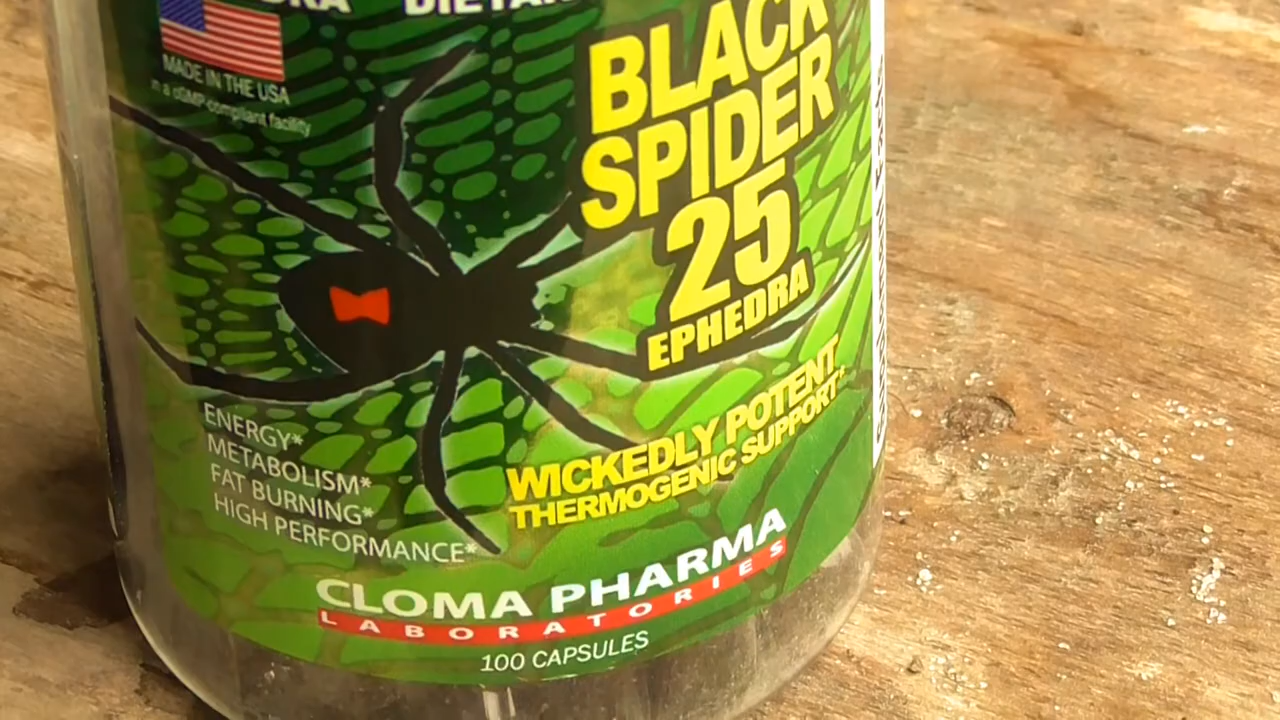 MADE IN THE USA
in a cGMP compliant facility
BLACK
SPIDER
25
EPHEDRA
WICKEDLY POTENT
THERMOGENIC SUPPORT*
ENERGY*
METABOLISM*
FAT BURNING*
HIGH PERFORMANCE*
CLOMA PHARMA
LABORATORIES
100 CAPSULES